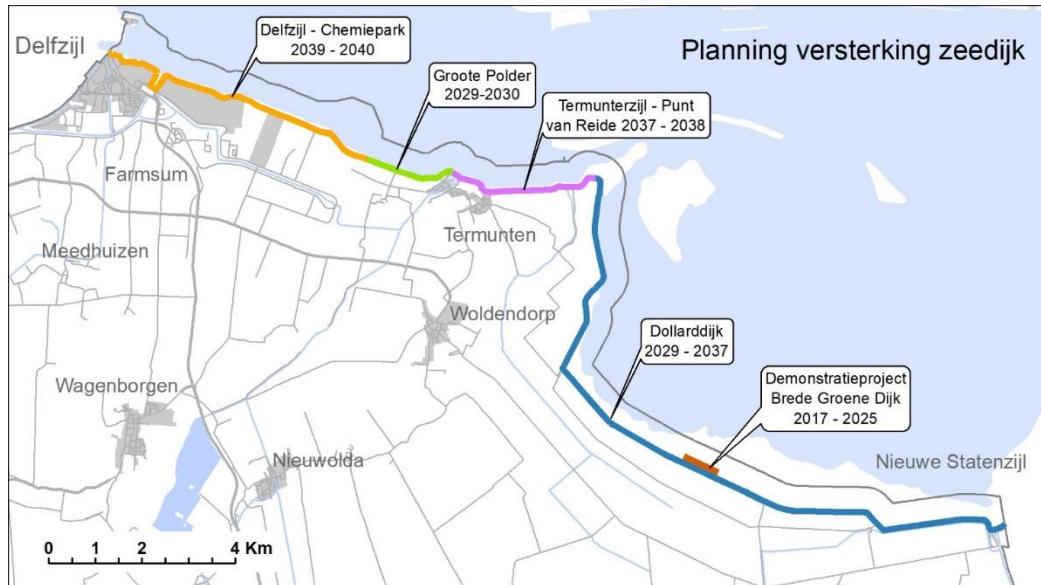 Planning versterking zeedijk
Delfzijl
Delfzijl - Chemiepark
2039 - 2040
Groote Polder
2029-2030
Termunterzijl - Punt
van Reide 2037 - 2038
Farmsum
Meedhuizen
Termunten
Woldendorp
Dollarddijk
2029 - 2037
Wagenborgen
Demonstratieproject
Brede Groene Dijk
2017 - 2025
Nieuwolda
Nieuwe Statenzijl
0 1 2 4 Km